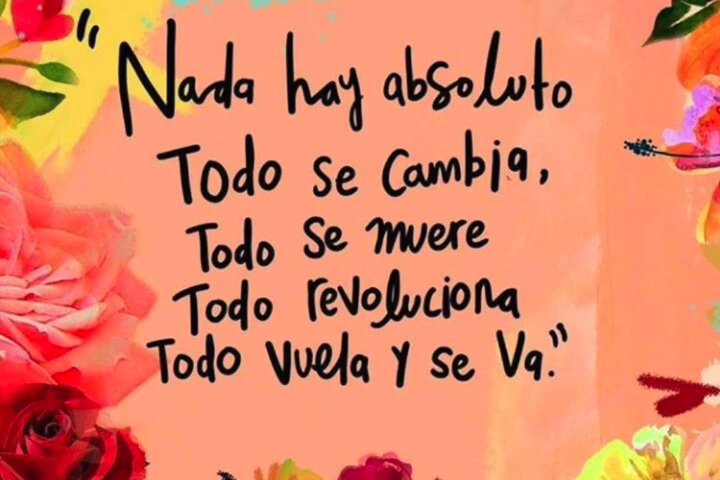 "Nada hay absoluto
Todo se cambia,
Todo se muere
Todo revoluciona
Todo vuela y se va."